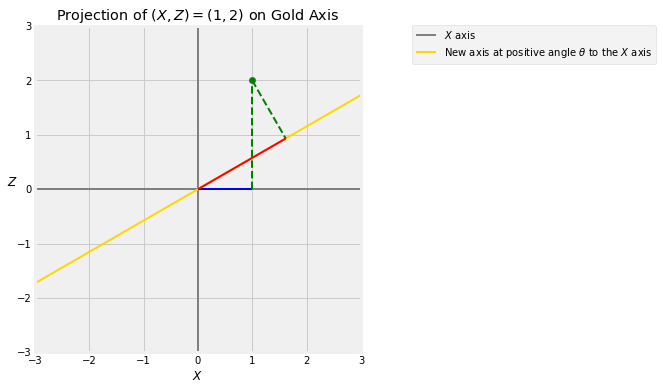 Projection of (X, Z) = (1, 2) on Gold Axis
X axis
New axis at positive angle θ to the X axis
3
2
1
Z
0
−1
−2
−3
−3 −2 −1 0 1 2 3
X